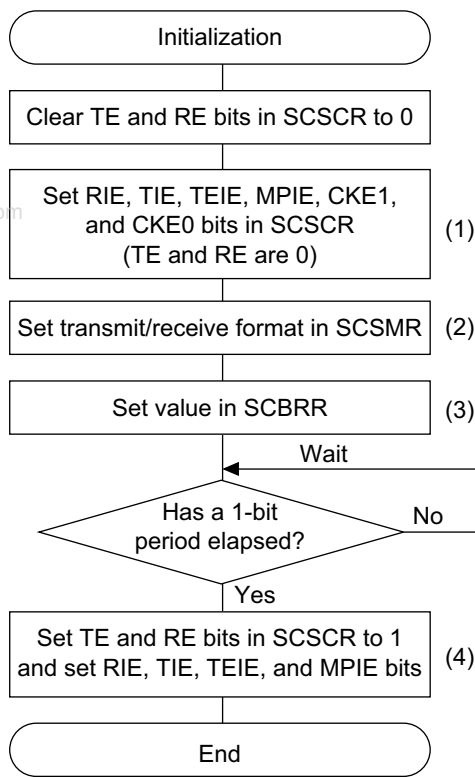 Initialization
Clear TE and RE bits in SCSCR to 0
om
Set RIE, TIE, TEIE, MPIE, CKE1,
and CKE0 bits in SCSCR
(TE and RE are 0)
(1)
Set transmit/receive format in SCSMR
(2)
Set value in SCBRR
(3)
Wait
Has a 1-bit
period elapsed?
No
Yes
Set TE and RE bits in SCSCR to 1
and set RIE, TIE, TEIE, and MPIE bits
(4)
End